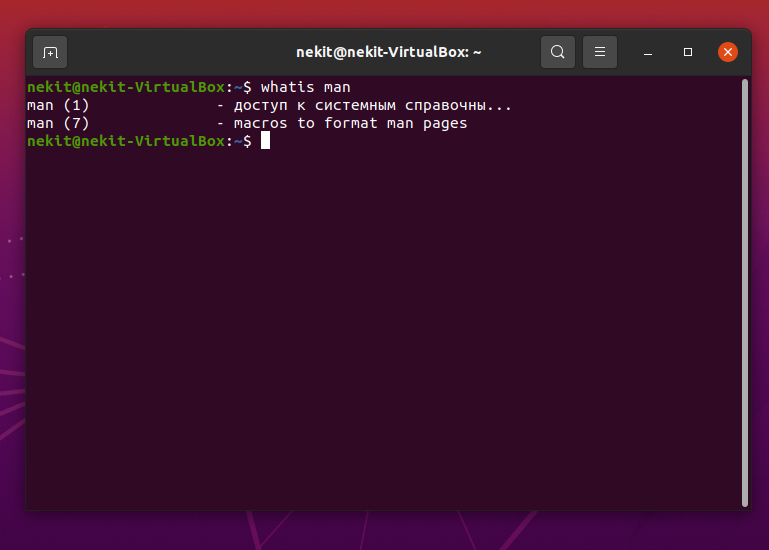 nekit@nekit-VirtualBox: ~
nekit@nekit-VirtualBox:~$ whatis man
man (1)              - доступ к системным справочны...
man (7)              - macros to format man pages
nekit@nekit-VirtualBox:~$